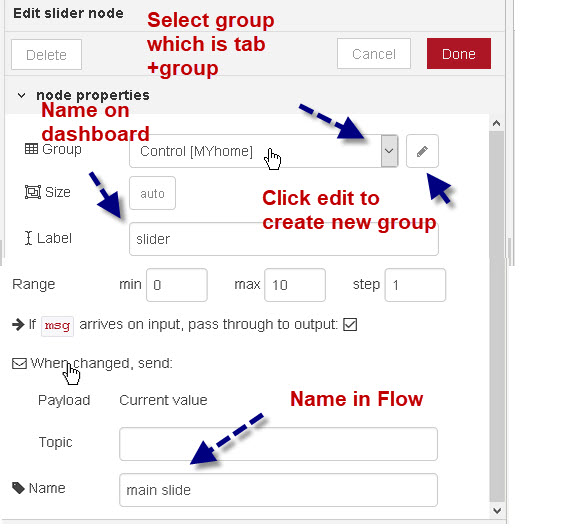 Edit slider node
Select group
which is tab
+group
Delete
Cancel
Done
node properties
Name on
dashboard
Group
Control [MYhome]
Size
auto
Click edit to
create new group
Label
slider
Range
min 0
max 10
step 1
If msg arrives on input, pass through to output:
When changed, send:
Payload
Current value
Name in Flow
Topic
Name
main slide